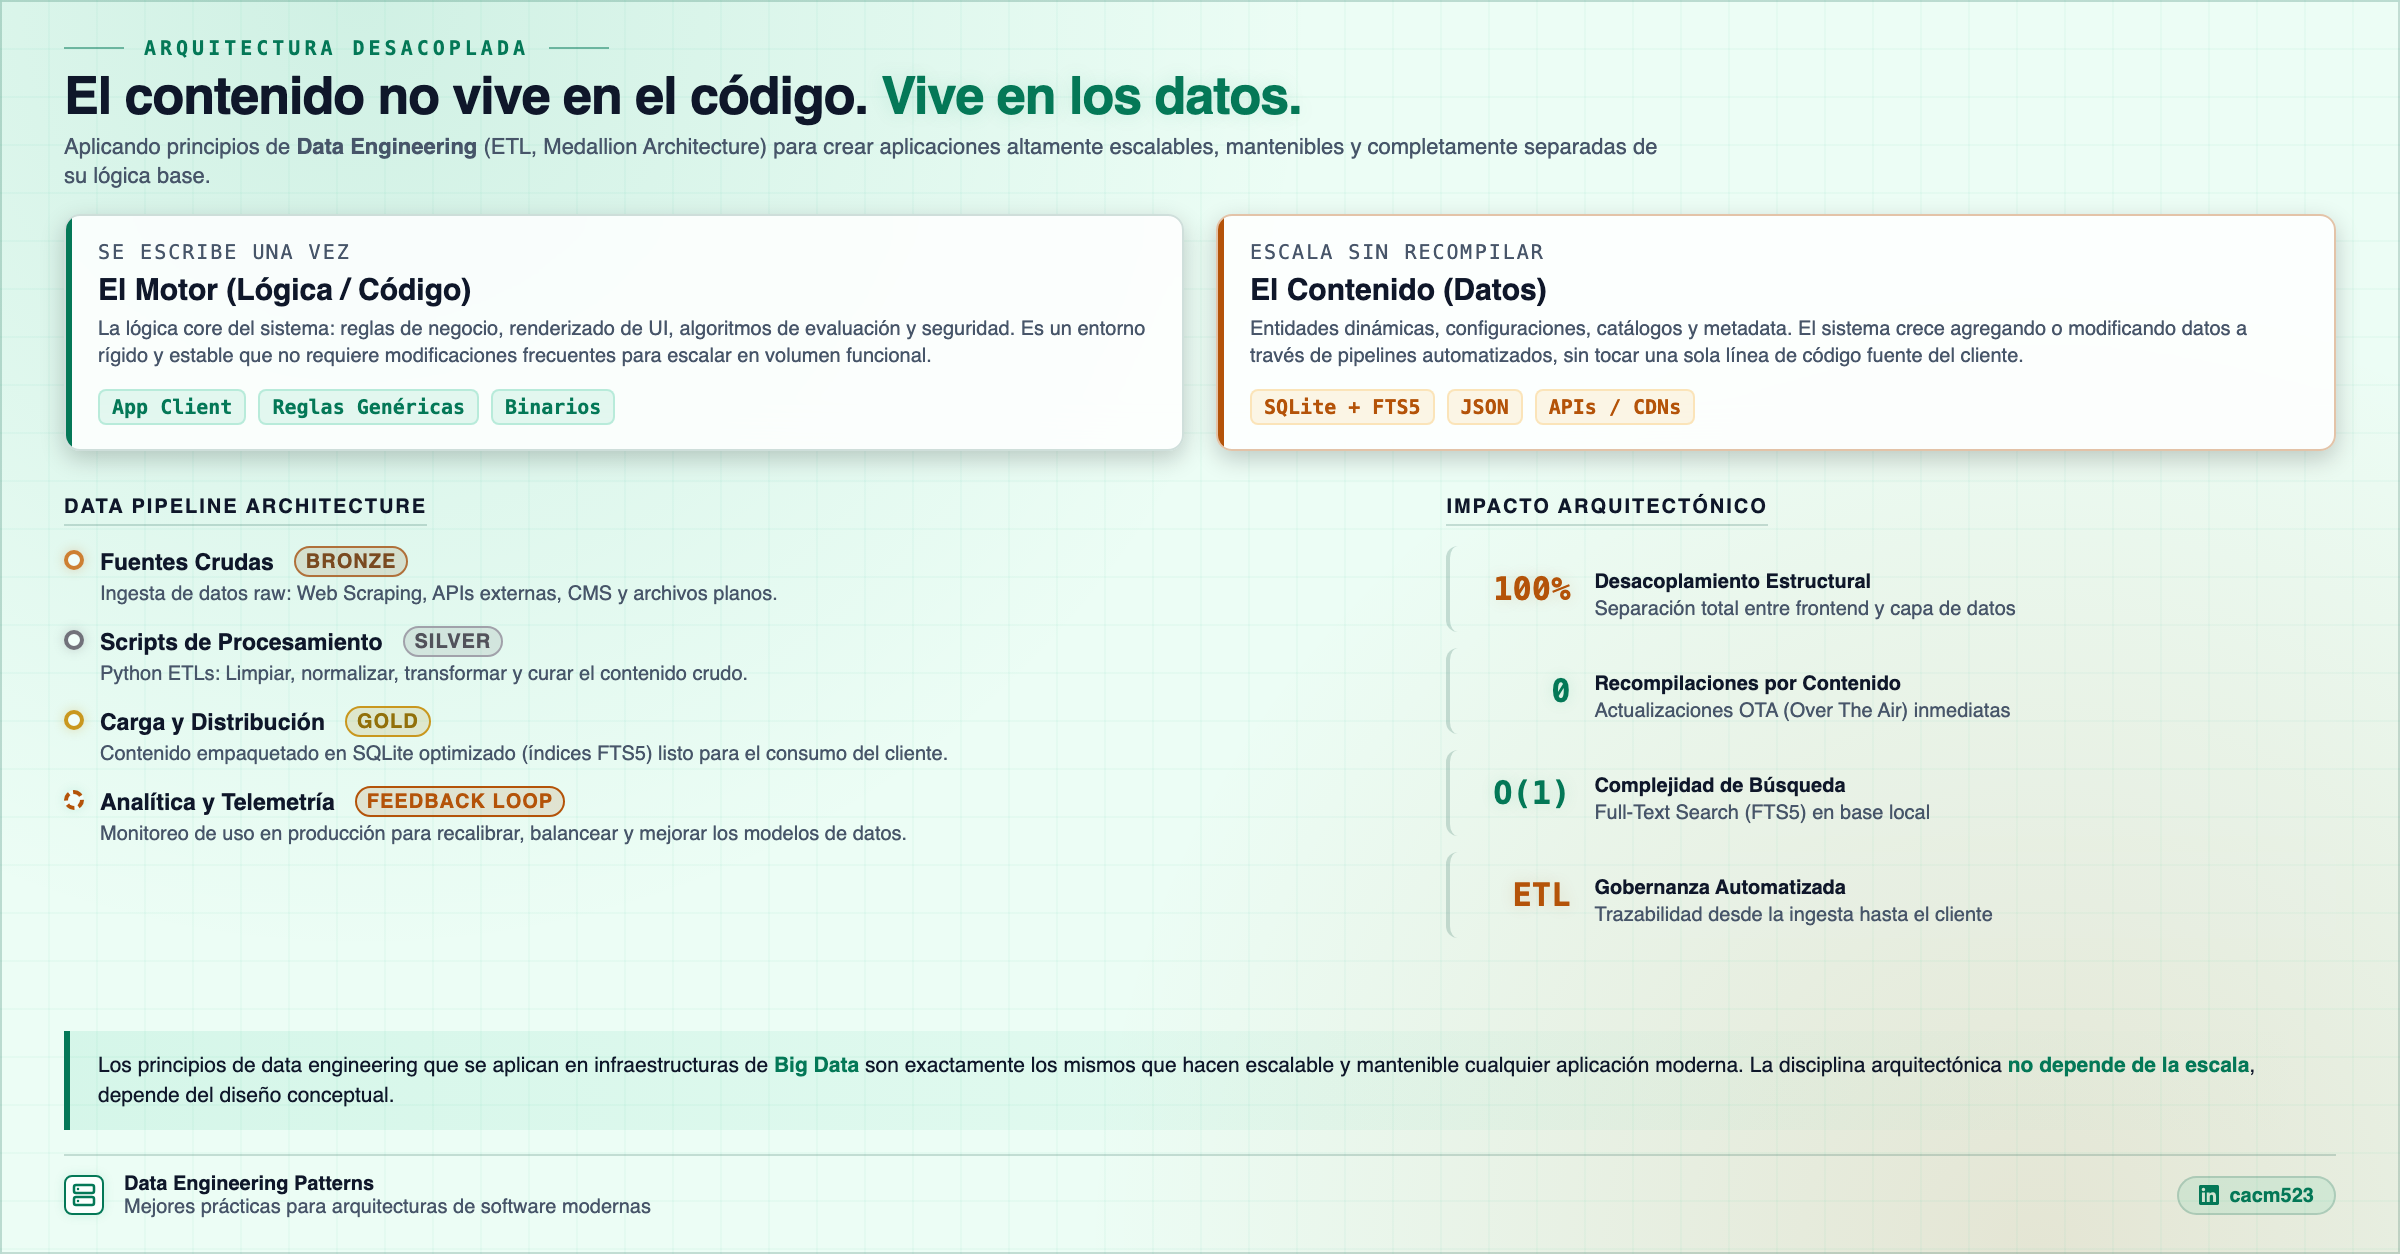 ARQUITECTURA DESACOPLADA
El contenido no vive en el código. Vive en los datos.
Aplicando principios de Data Engineering (ETL, Medallion Architecture) para crear aplicaciones altamente escalables, mantenibles y completamente separadas de
su lógica base.
SE ESCRIBE UNA VEZ
El Motor (Lógica / Código)
La lógica core del sistema: reglas de negocio, renderizado de UI, algoritmos de evaluación y seguridad. Es un entorno
rígido y estable que no requiere modificaciones frecuentes para escalar en volumen funcional.
App Client Reglas Genéricas Binarios
ESCALA SIN RECOMPILAR
El Contenido (Datos)
Entidades dinámicas, configuraciones, catálogos y metadata. El sistema crece agregando o modificando datos a
través de pipelines automatizados, sin tocar una sola línea de código fuente del cliente.
SQLite + FTS5 JSON APIs / CDNs
DATA PIPELINE ARCHITECTURE
Fuentes Crudas BRONZE
Ingesta de datos raw: Web Scraping, APIs externas, CMS y archivos planos.
Scripts de Procesamiento SILVER
Python ETLs: Limpiar, normalizar, transformar y curar el contenido crudo.
Carga y Distribución GOLD
Contenido empaquetado en SQLite optimizado (índices FTS5) listo para el consumo del cliente.
Analítica y Telemetría FEEDBACK LOOP
Monitoreo de uso en producción para recalibrar, balancear y mejorar los modelos de datos.
IMPACTO ARQUITECTÓNICO
100% Desacoplamiento Estructural
Separación total entre frontend y capa de datos
0 Recompilaciones por Contenido
Actualizaciones OTA (Over The Air) inmediatas
O(1) Complejidad de Búsqueda
Full-Text Search (FTS5) en base local
ETL Gobernanza Automatizada
Trazabilidad desde la ingesta hasta el cliente
Los principios de data engineering que se aplican en infraestructuras de Big Data son exactamente los mismos que hacen escalable y mantenible cualquier aplicación moderna. La disciplina arquitectónica no depende de la escala,
depende del diseño conceptual.
Data Engineering Patterns
Mejores prácticas para arquitecturas de software modernas
in cacm523